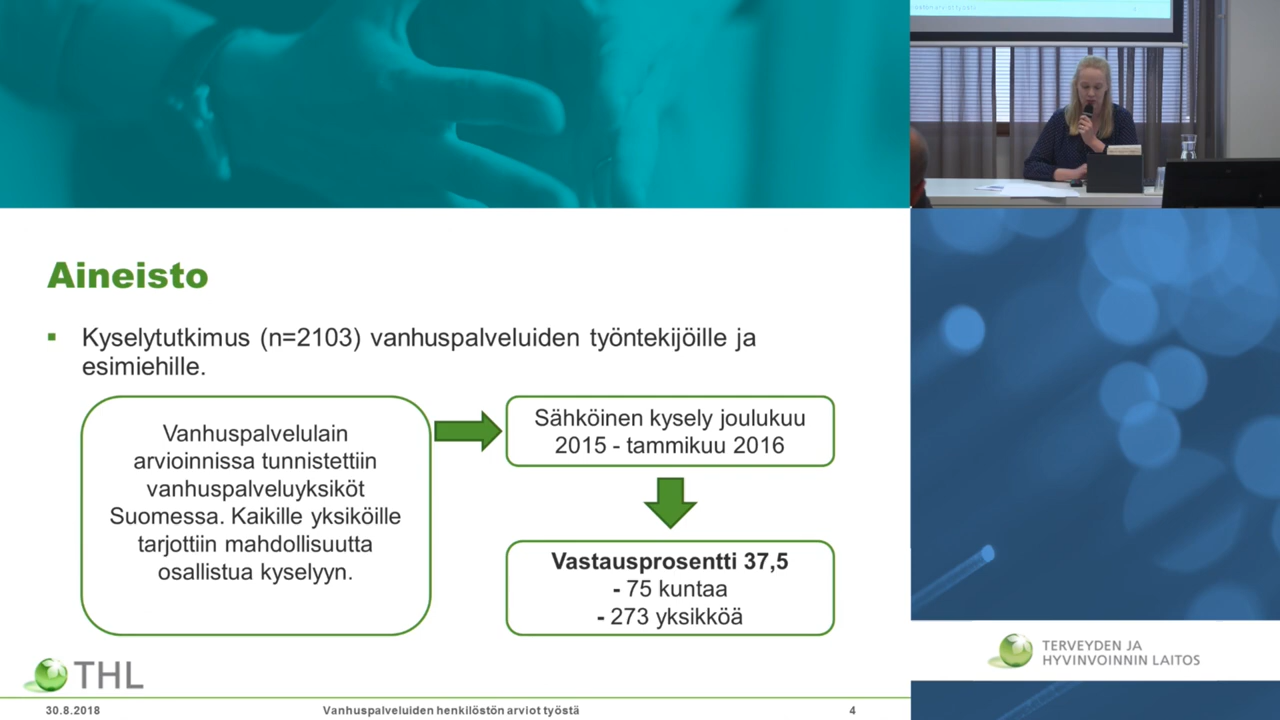 Aineisto
▪ Kyselytutkimus (n=2103) vanhuspalveluiden työntekijöille ja
esimiehille.
Vanhuspalvelulain
arvioinnissa tunnistettiin
vanhuspalveluyksiköt
Suomessa. Kaikille yksiköille
tarjottiin mahdollisuutta
osallistua kyselyyn.
Sähköinen kysely joulukuu
2015 - tammikuu 2016
Vastausprosentti 37,5
- 75 kuntaa
- 273 yksikköä
THL
30.8.2018
Vanhuspalveluiden henkilöstön arviot työstä
4
TERVEYDEN JA
HYVINVOINNIN LAITOS